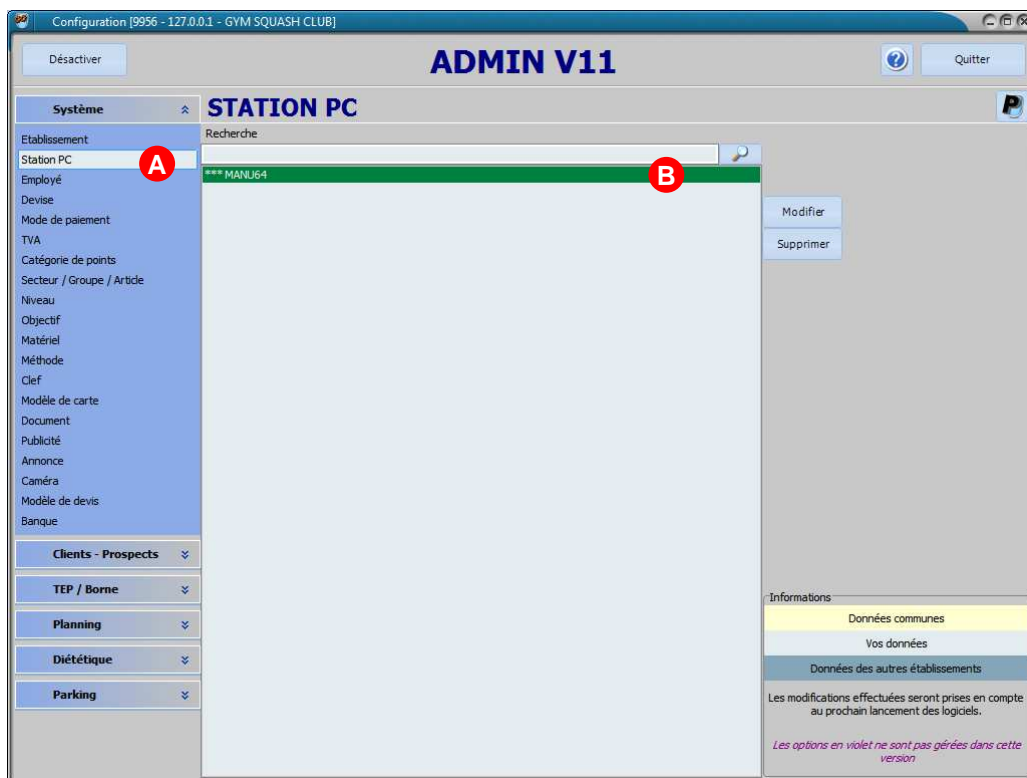 Configuration [9956 - 127.0.0.1 - GYM SQUASH CLUB]
Désactiver
ADMIN V11
Quitter
Système
STATION PC
Etablissement
Recherche
Station PC
A
*** MANU64
B
Employé
Devise
Mode de paiement
TVA
Catégorie de points
Secteur / Groupe / Article
Niveau
Objectif
Matériel
Méthode
Clef
Modèle de carte
Document
Publicité
Annonce
Caméra
Modèle de devis
Banque
Clients - Prospects
TEP / Borne
Planning
Diététique
Parking
Modifier
Supprimer
Informations
Données communes
Vos données
Données des autres établissements
Les modifications effectuées seront prises en compte
au prochain lancement des logiciels.
Les options en violet ne sont pas gérées dans cette
version